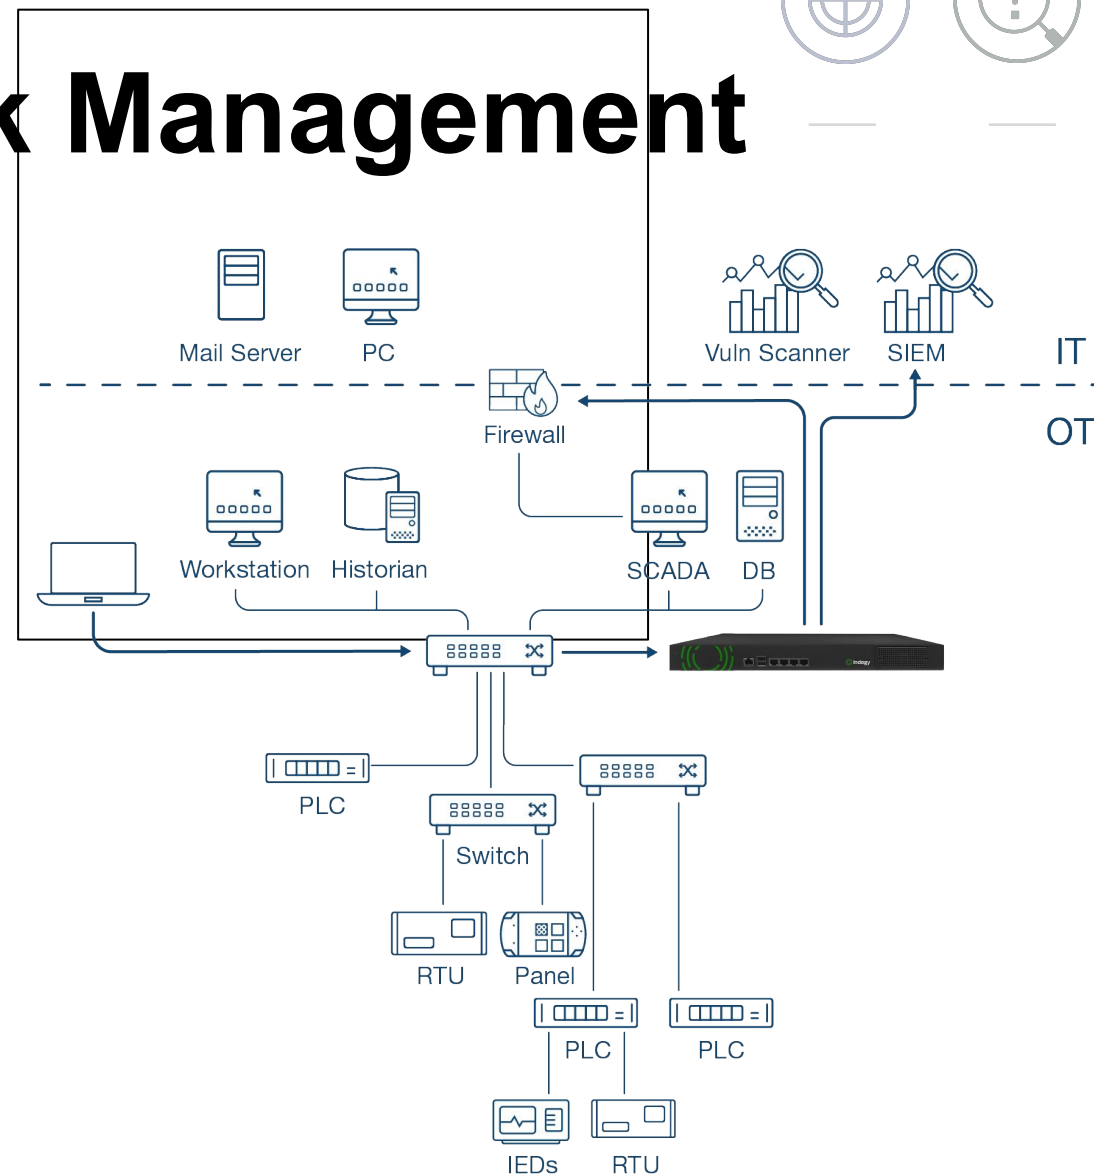 k Management
Mail Server
PC
Vuln Scanner
SIEM
IT
Firewall
OT
Workstation
Historian
SCADA
DB
indegy
PLC
Switch
RTU
Panel
PLC
PLC
IEDs
RTU